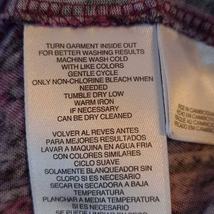 TURN GARMENT INSIDE OUT
FOR BETTER WASHING RESULTS
MACHINE WASH COLD
WITH LIKE COLORS
GENTLE CYCLE
ONLY NON-CHLORINE BLEACH WHEN
NEEDED
TUMBLE DRY LOW
WARM IRON
IF NECESSARY
CAN BE DRY CLEANED
VOLVER AL REVES ANTES
PARA MEJORES RESULTADOS
LAVAR A MAQUINA EN AGUA FRIA
CON COLORES SIMILARES
CICLO SUAVE
SOLAMENTE BLANQUEADOR SIN
CLORO SI ES NECESARIO
SECAR EN SECADORA A BAJA
TEMPERATURA
PLANCHAR A MEDIA TEMPERATURA
SI ES NECESARIO